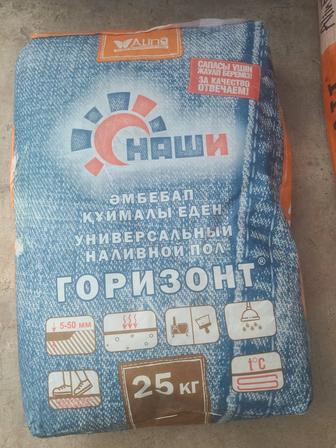 Alina
САПАСЫ ҮШІН
ЖАУАП БЕРЕМІЗ!
ЗА КАЧЕСТВО
ОТВЕЧАЕМ!
НАШИ
ӘМБЕБАП
ҚҰЙМАЛЫ ЕДЕН
УНИВЕРСАЛЬНЫЙ
НАЛИВНОЙ ПОЛ
ГОРИЗОНТ®
5-50 мм
t°C
25 кг